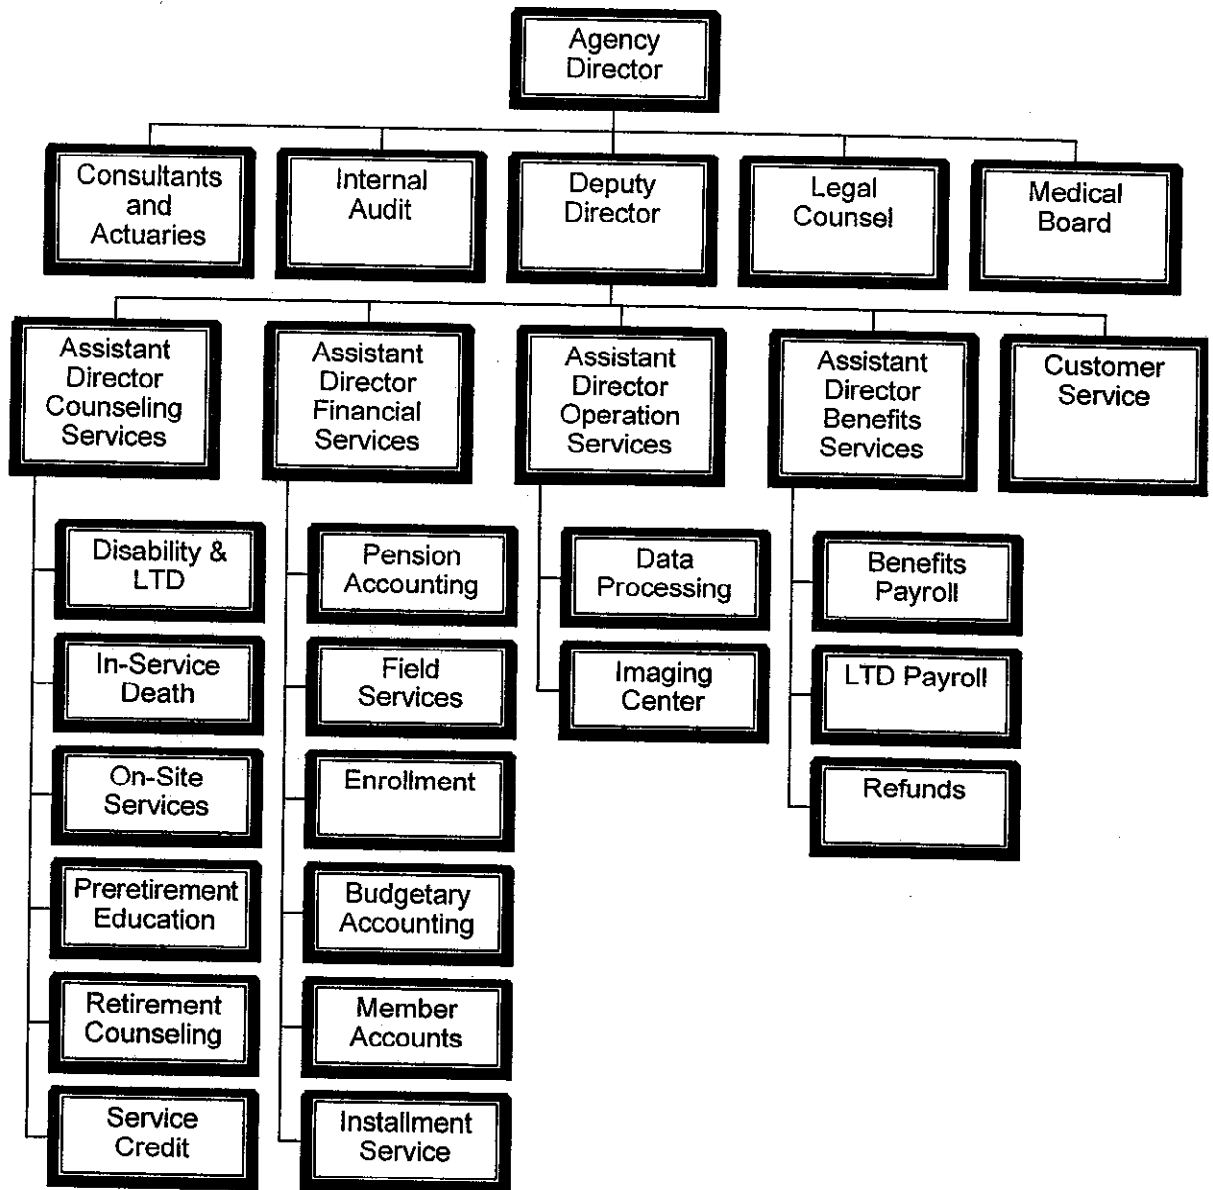 Agency
Director
Consultants
and
Actuaries
Internal
Audit
Deputy
Director
Legal
Counsel
Medical
Board
Assistant
Director
Counseling
Services
Assistant
Director
Financial
Services
Assistant
Director
Operation
Services
Assistant
Director
Benefits
Services
Customer
Service
Disability &
LTD
In-Service
Death
On-Site
Services
Preretirement
Education
Retirement
Counseling
Service
Credit
Pension
Accounting
Field
Services
Enrollment
Budgetary
Accounting
Member
Accounts
Installment
Service
Data
Processing
Imaging
Center
Benefits
Payroll
LTD Payroll
Refunds